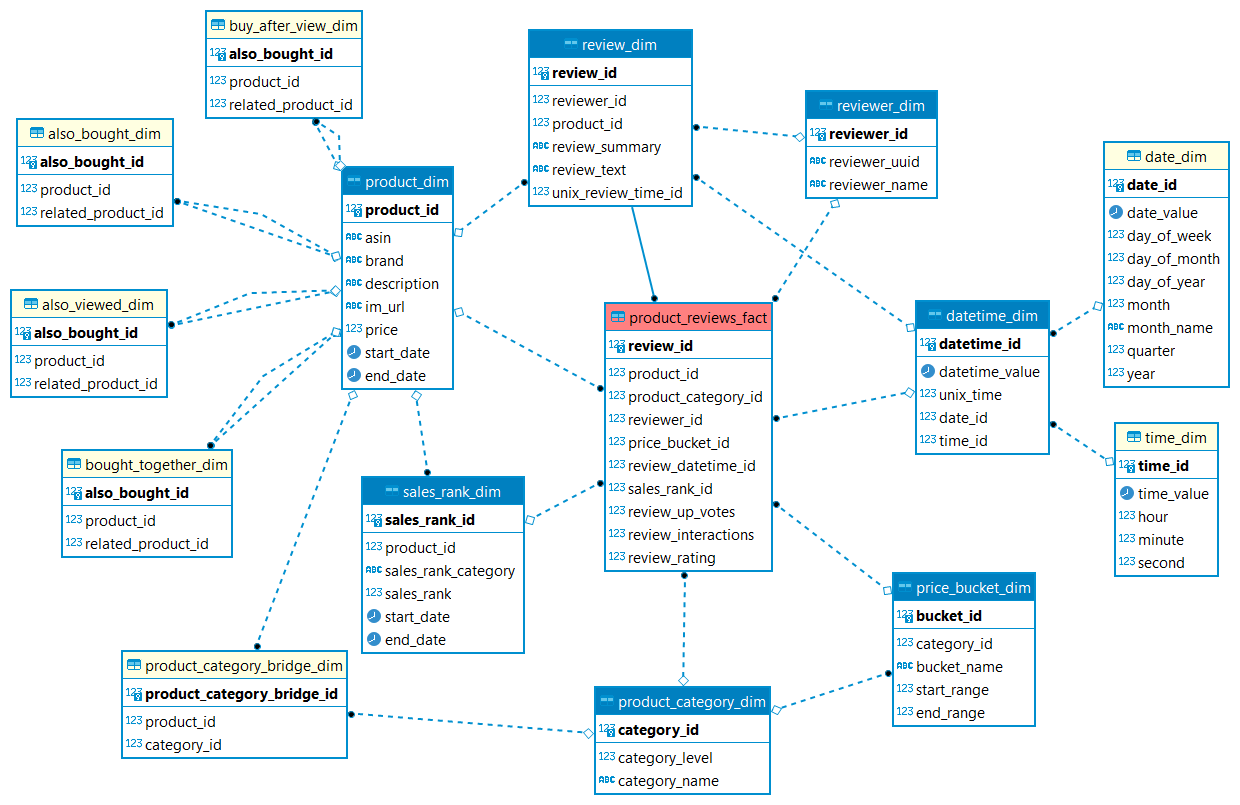 buy_after_view_dim
also_bought_id
product_id
related_product_id
also_bought_dim
also_bought_id
product_id
related_product_id
also_viewed_dim
also_bought_id
product_id
related_product_id
bought_together_dim
also_bought_id
product_id
related_product_id
product_category_bridge_dim
product_category_bridge_id
product_id
category_id
product_dim
product_id
asin
brand
description
im_url
price
start_date
end_date
sales_rank_dim
sales_rank_id
product_id
sales_rank_category
sales_rank
start_date
end_date
review_dim
review_id
reviewer_id
product_id
review_summary
review_text
unix_review_time_id
product_reviews_fact
review_id
product_id
product_category_id
reviewer_id
price_bucket_id
review_datetime_id
sales_rank_id
review_up_votes
review_interactions
review_rating
product_category_dim
category_id
category_level
category_name
reviewer_dim
reviewer_id
reviewer_uuid
reviewer_name
datetime_dim
datetime_id
datetime_value
unix_time
date_id
time_id
price_bucket_dim
bucket_id
category_id
bucket_name
start_range
end_range
date_dim
date_id
date_value
day_of_week
day_of_month
day_of_year
month
month_name
quarter
year
time_dim
time_id
time_value
hour
minute
second